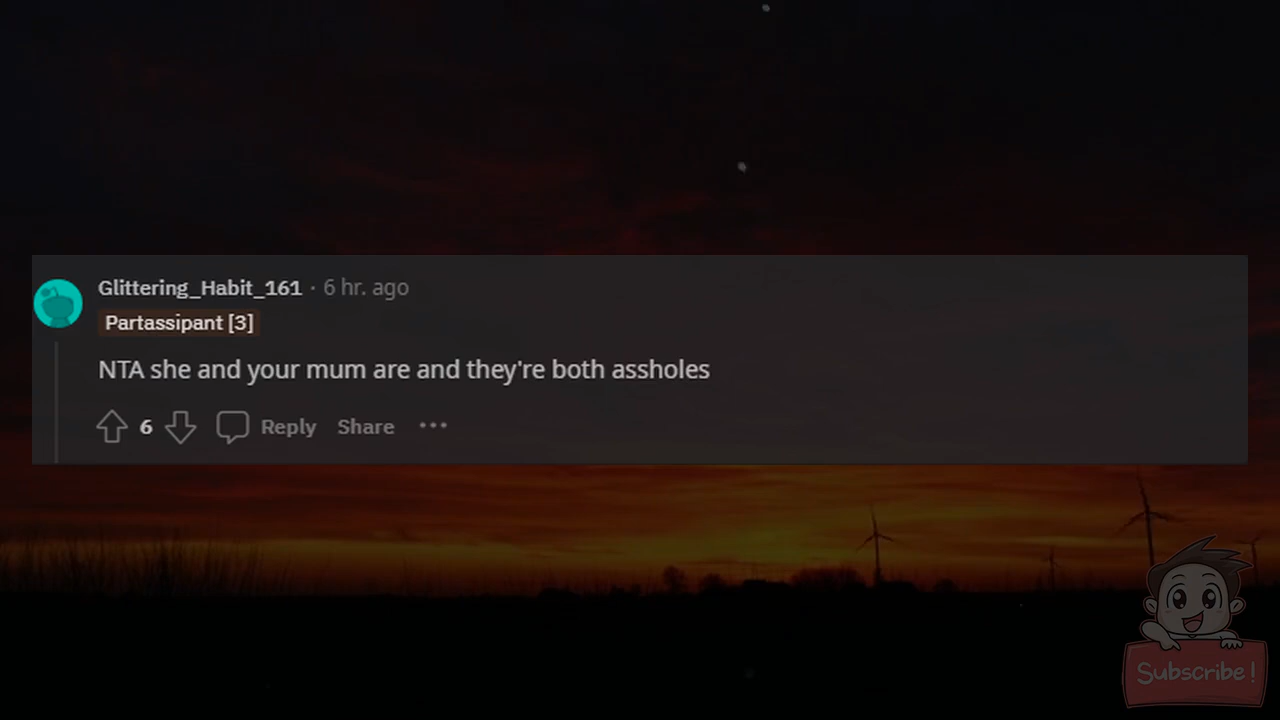 Glittering_Habit_161 · 6 hr. ago
Partassipant [3]
NTA she and your mum are and they're both assholes
6 Reply Share ···
Subscribe!